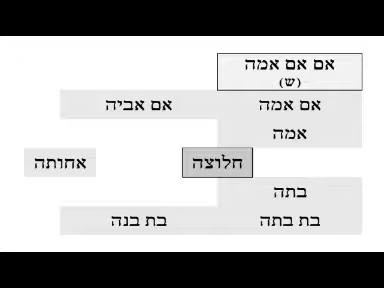 אם אם אמה
(ש)
אם אמה
אם אביה
אמה
חלוצה
אחותה
בתה
בת בתה
בת בנה